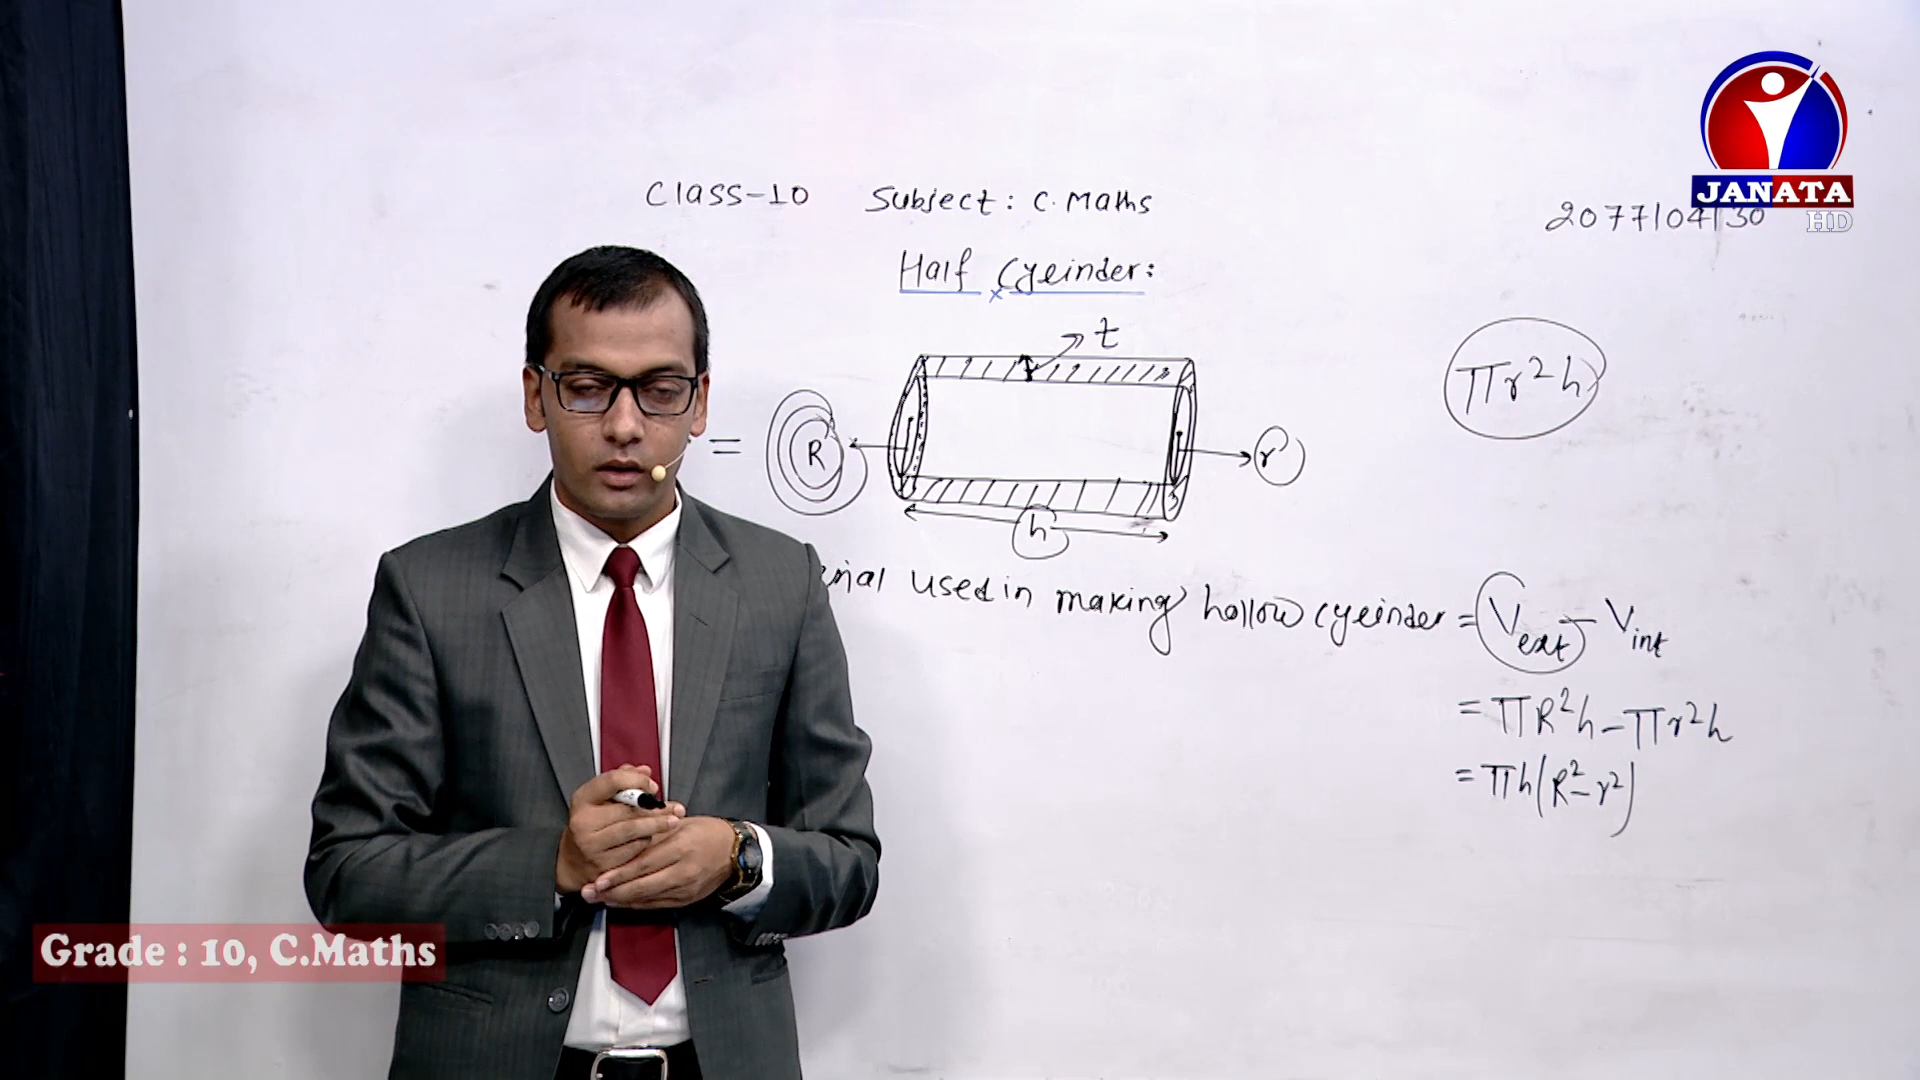 JANATA
HD
Class-10 Subject: C. Maths
2077/04/30
Half Cyeinder:
t
πr²h
= R
r
h
used in making hollow cyeinder = Vext - Vint
= πR²h - πr²h
= πh(R²-r²)
Grade : 10, C.Maths